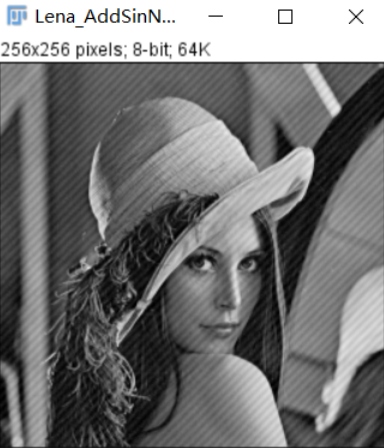 Lena_AddSinN...
256x256 pixels; 8-bit; 64K